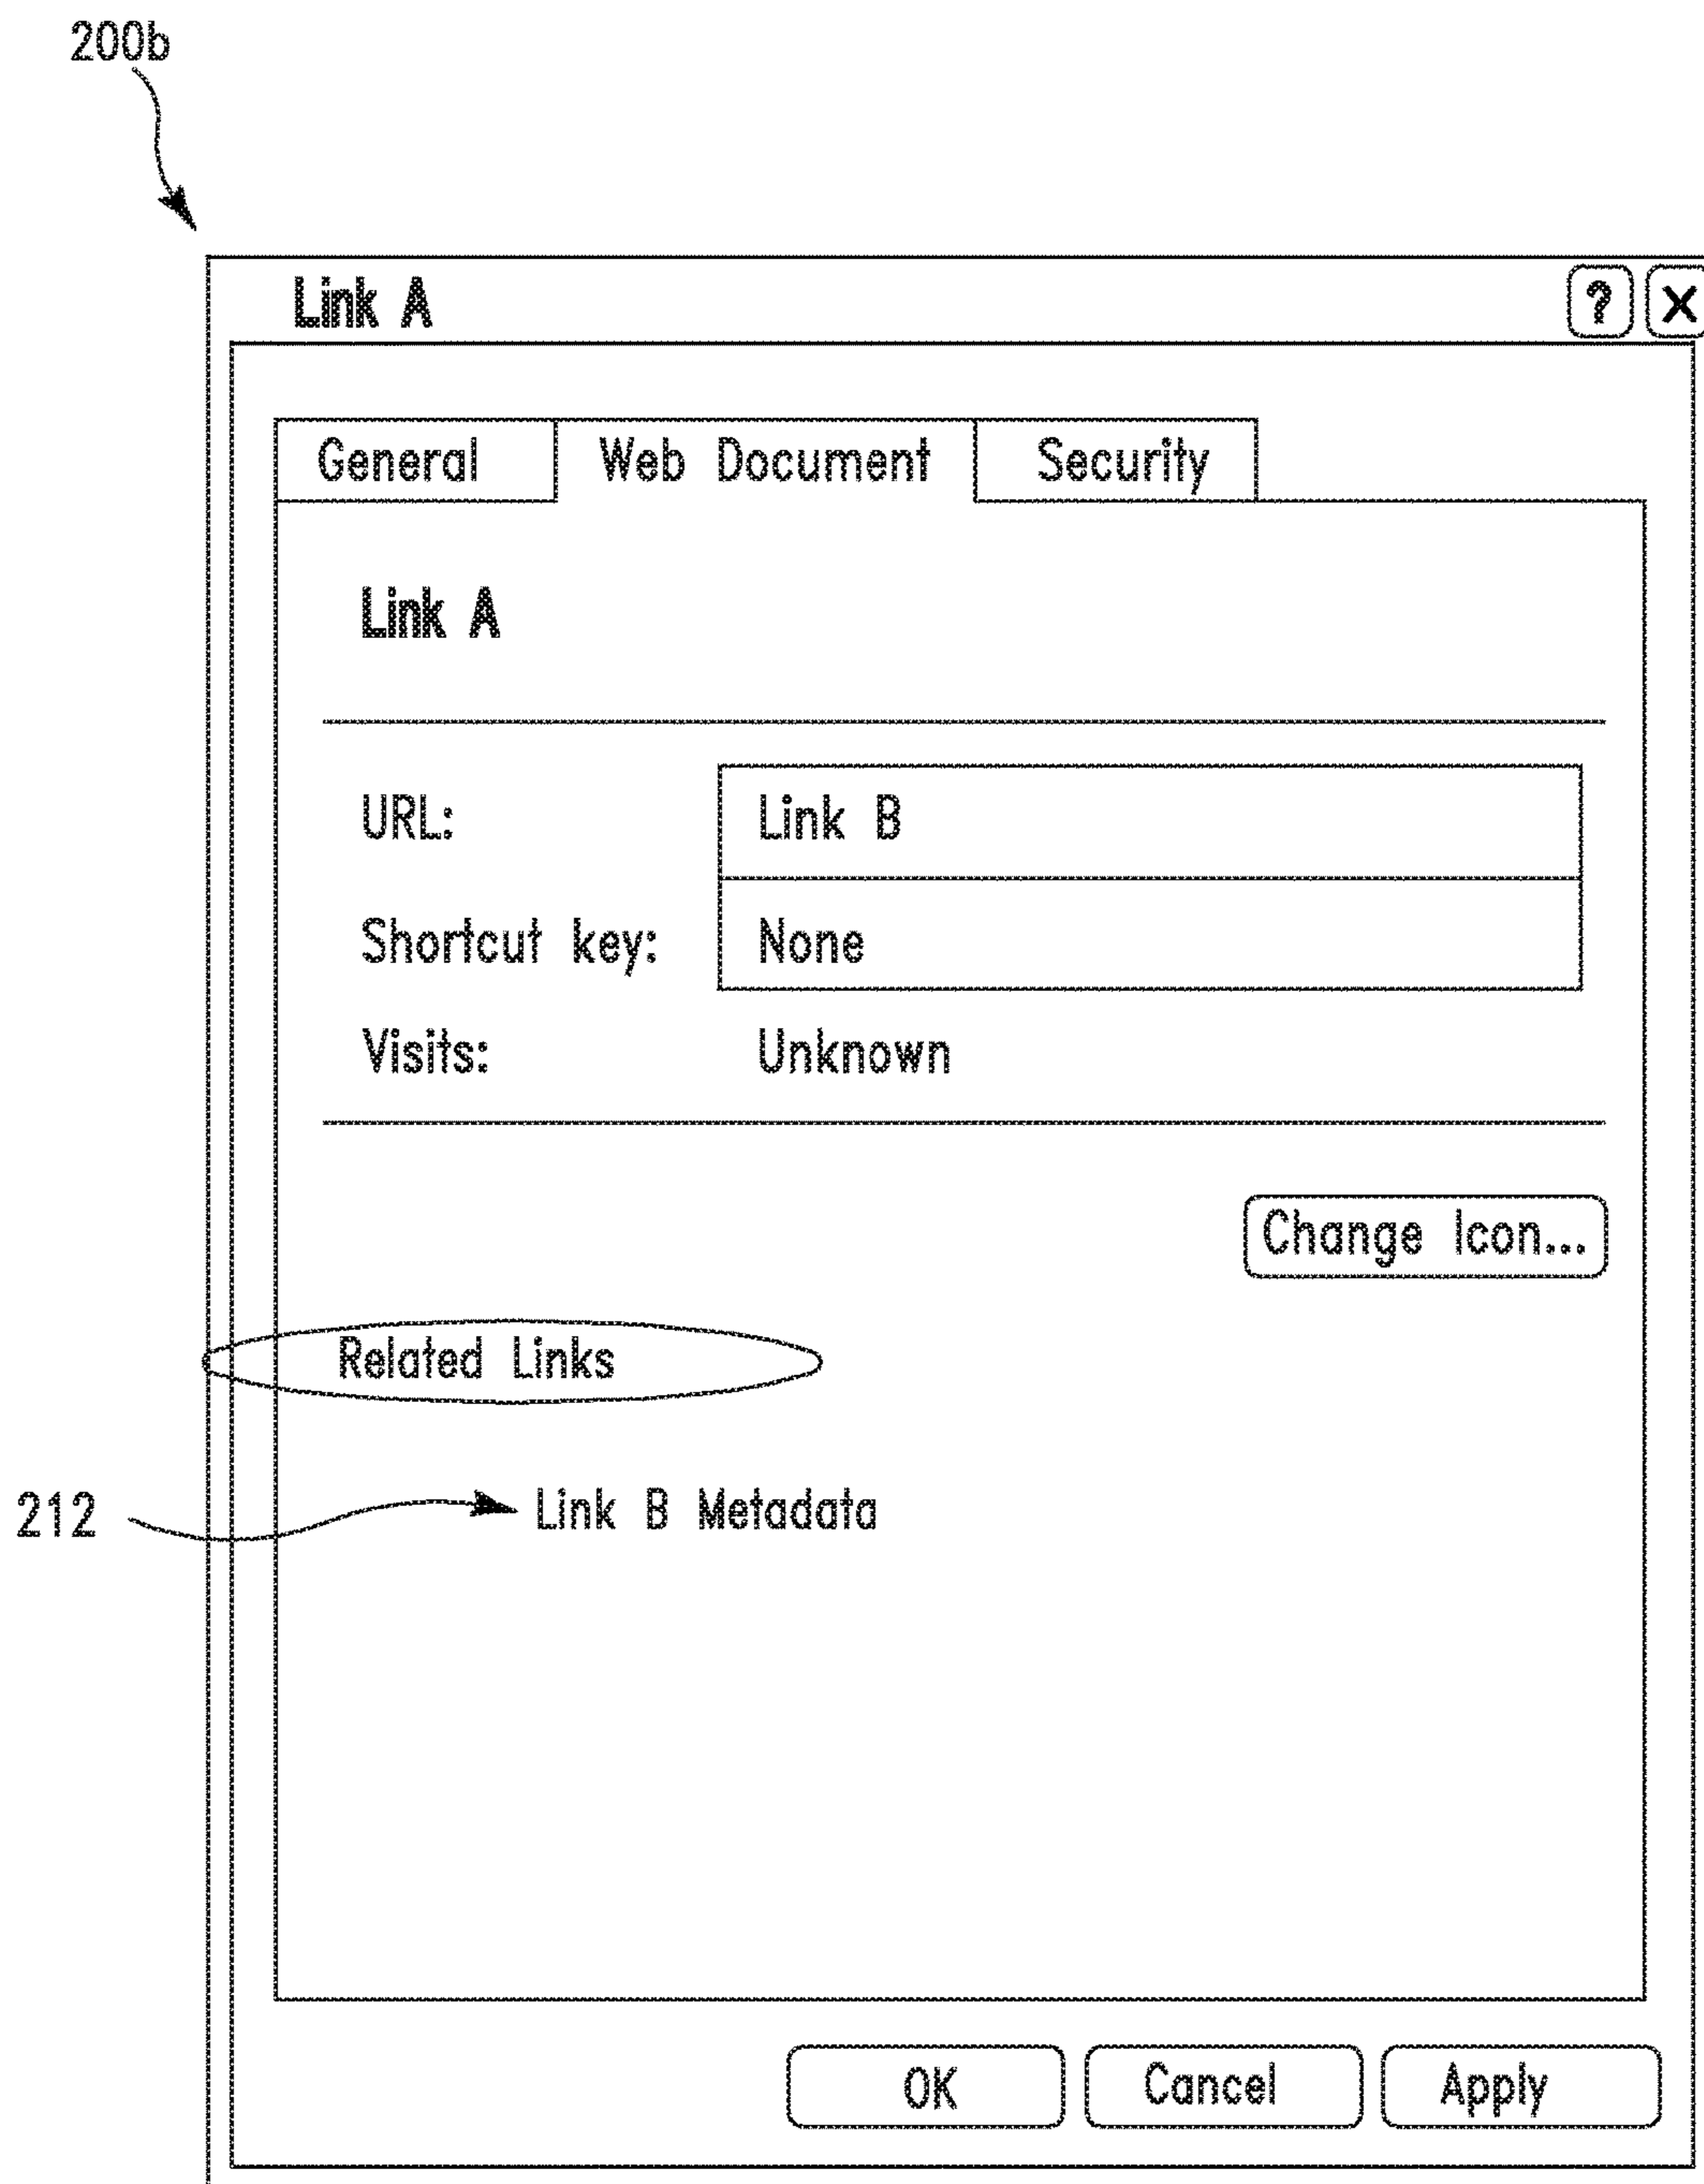 200b
Link A ? X
General Web Document Security
Link A
URL: Link B
Shortcut key: None
Visits: Unknown
Change Icon...
Related Links
212 Link B Metadata
OK Cancel Apply